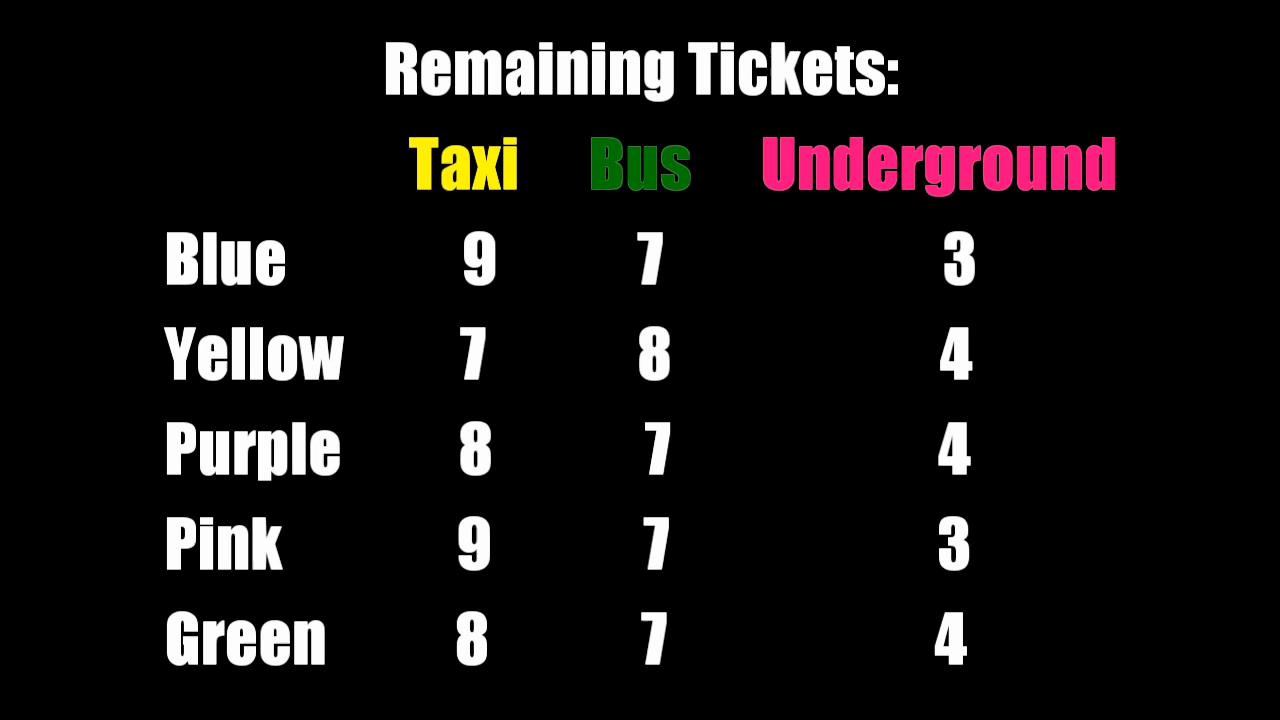 Remaining Tickets:
Taxi Bus Underground
Blue 9 7 3
Yellow 7 8 4
Purple 8 7 4
Pink 9 7 3
Green 8 7 4